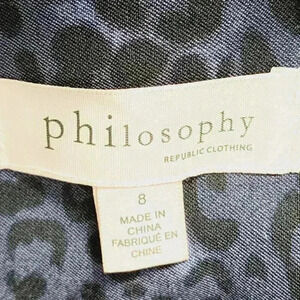 philosophy
REPUBLIC CLOTHING
8
MADE IN
CHINA
FABRIQUÉ EN
CHINE